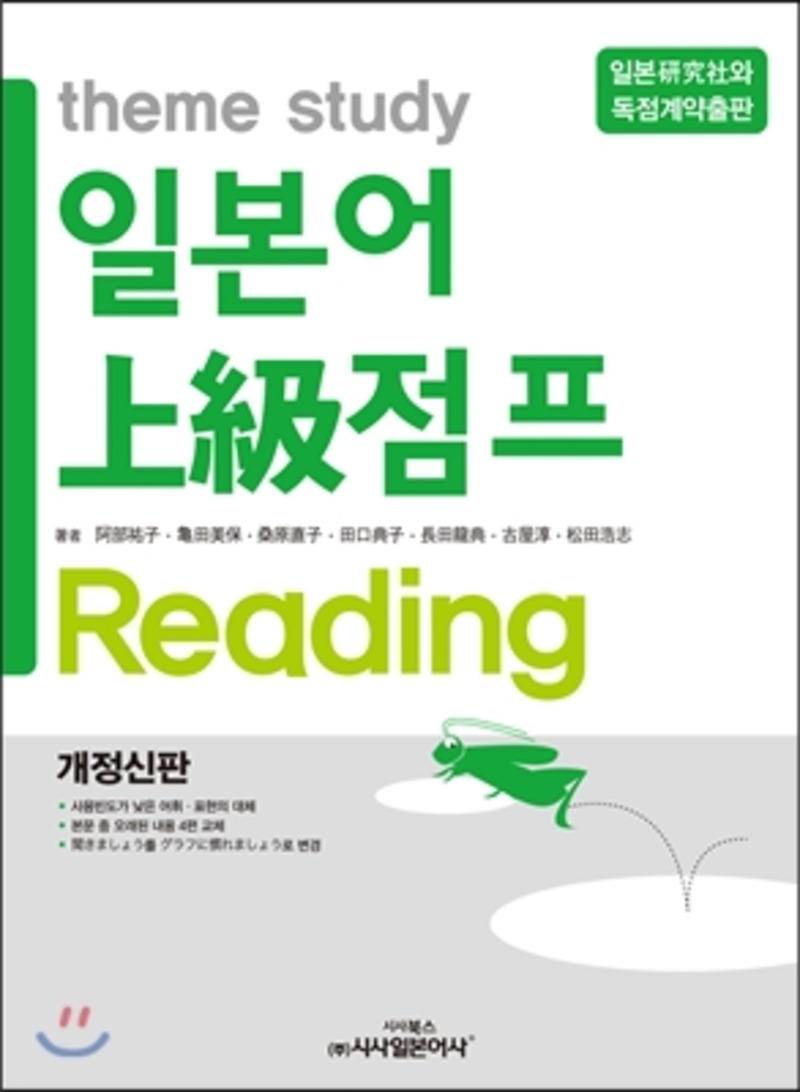 theme study
일본研究社와
독점계약출판
일본어
上級점프
著者 阿部祐子・亀田美保・桑原直子・田口典子・長田龍典・古屋淳・松田浩志
Reading
개정신판
• 사용빈도가 낮은 어휘・표현의 대체
• 본문 중 오래된 내용 4편 교체
• 聞きましょう를 グラフに慣れましょう로 변경
시사북스
(주)시사일본어사